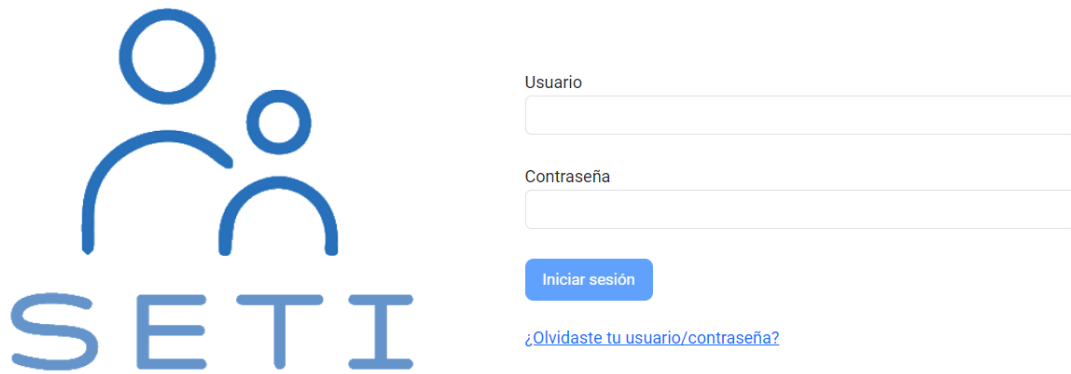 SETI
Usuario
Contraseña
Iniciar sesión
¿Olvidaste tu usuario/contraseña?